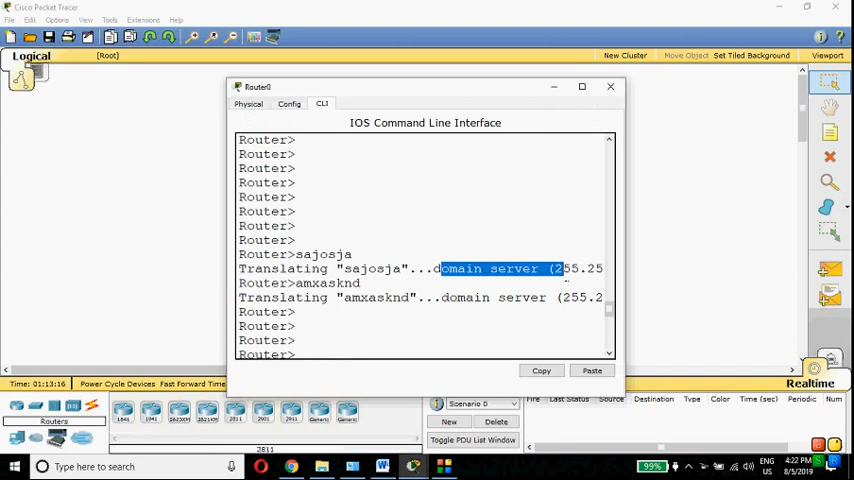 Cisco Packet Tracer
File Edit Options View Tools Extensions Help
Logical [Root] New Cluster Move Object Set Tiled Background Viewport
Router0
Physical Config CLI
IOS Command Line Interface
Router>
Router>
Router>
Router>
Router>
Router>
Router>
Router>
Router>sajosja
Translating "sajosja"...domain server (255.25
Router>amxasknd
Translating "amxasknd"...domain server (255.2
Router>
Router>
Router>
Router>
Copy Paste
Time: 01:13:16 Power Cycle Devices Fast Forward Time
Realtime
Routers
1841 1941 2620XM 2621XM 2811 2901 2911 Generic Generic
2811
Scenario 0
New Delete
Toggle PDU List Window
Fire Last Status Source Destination Type Color Time(sec) Periodic Num
Type here to search
99%
ENG
US
4:22 PM
8/5/2019